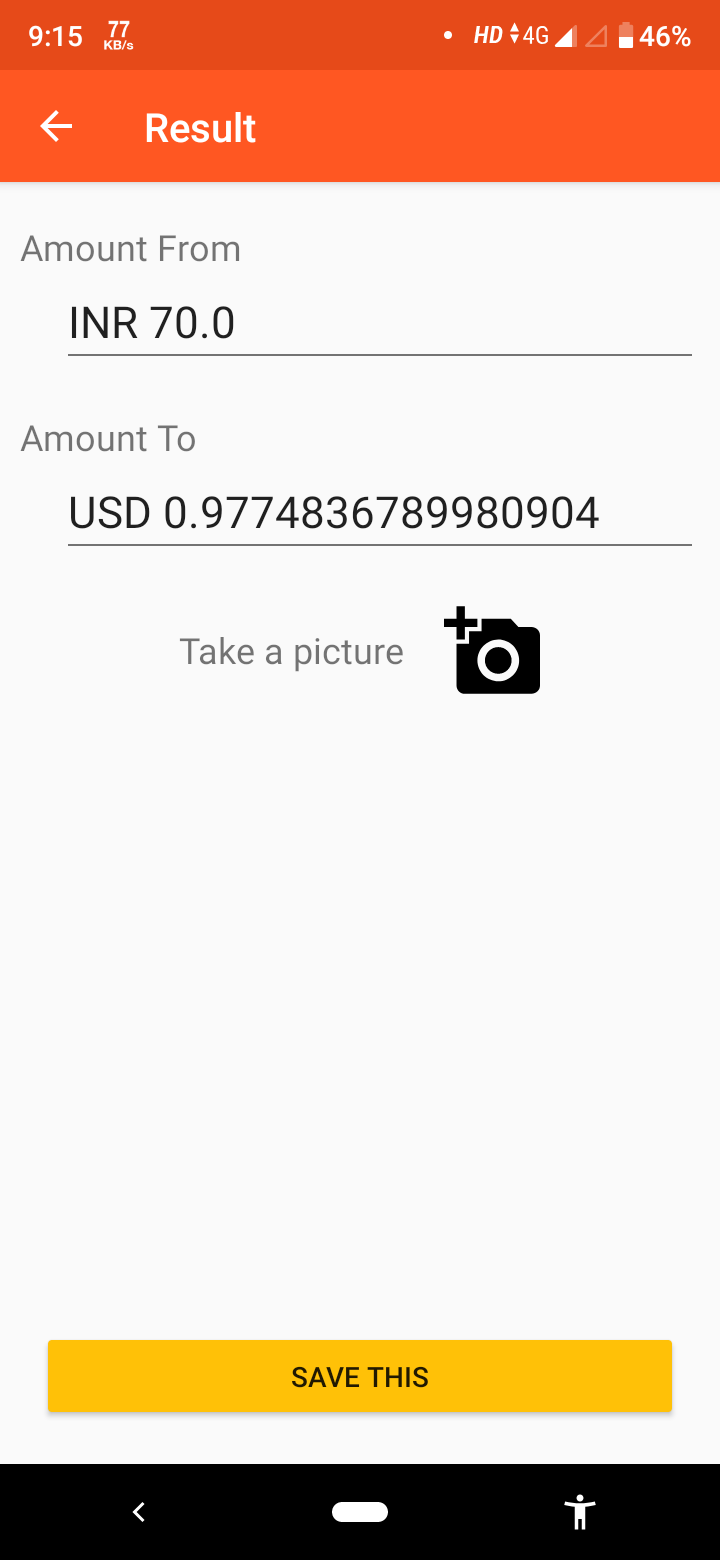 9:15 77 KB/s HD 4G 46%
Result
Amount From
INR 70.0
Amount To
USD 0.9774836789980904
Take a picture
SAVE THIS